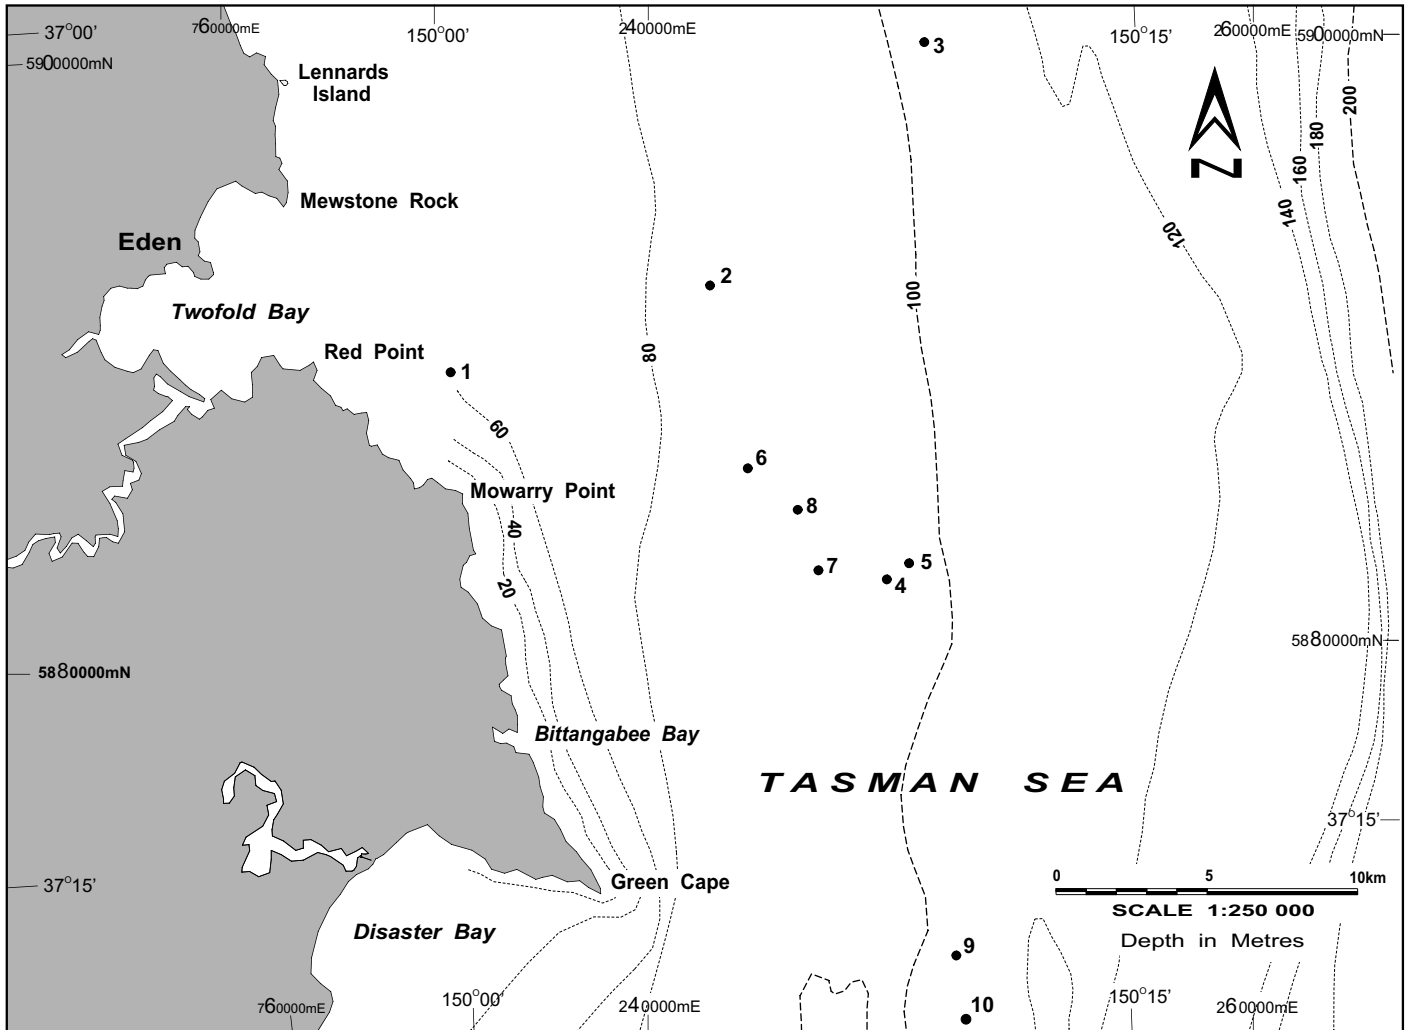 37°00'
760000mE
150°00'
240000mE
3
150°15'
260000mE
5900000mN
5900000mN
Lennards
Island
200
180
160
140
120
100
80
N
Mewstone Rock
Eden
2
Twofold Bay
Red Point
1
60
6
Mowarry Point
8
40
20
7
5
4
5880000mN
5880000mN
Bittangabee Bay
TASMAN SEA
37°15'
37°15'
Green Cape
0 5 10km
SCALE 1:250 000
Depth in Metres
Disaster Bay
9
10
760000mE
150°00'
240000mE
150°15'
260000mE